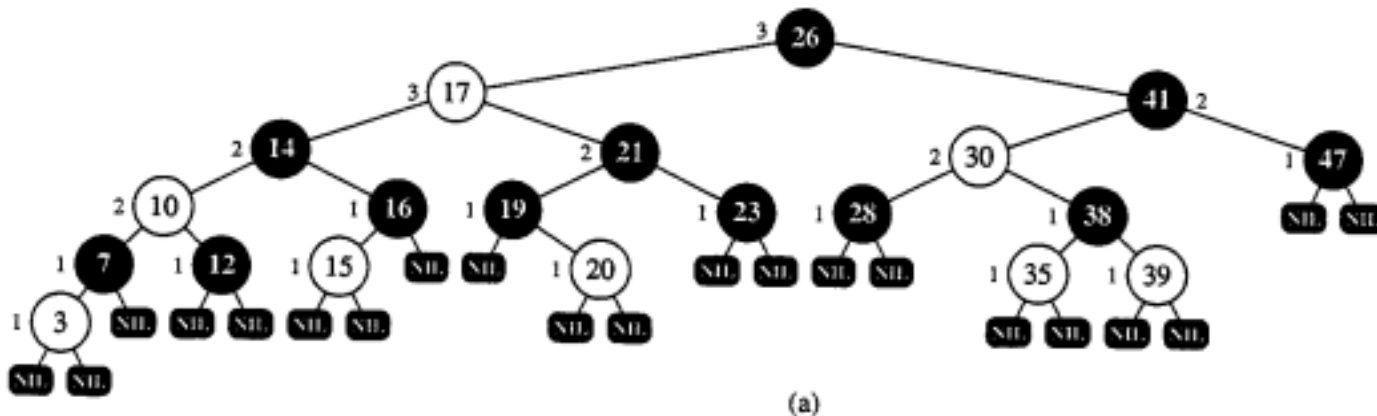 3 26
3 17 41 2
2 14 2 21 2 30 1 47
2 10 1 16 1 19 1 23 1 28 1 38 NIL NIL
1 7 1 12 1 15 NIL NIL 1 20 NIL NIL NIL NIL 1 35 1 39
1 3 NIL NIL NIL NIL NIL NIL NIL NIL NIL NIL NIL
NIL NIL
(a)